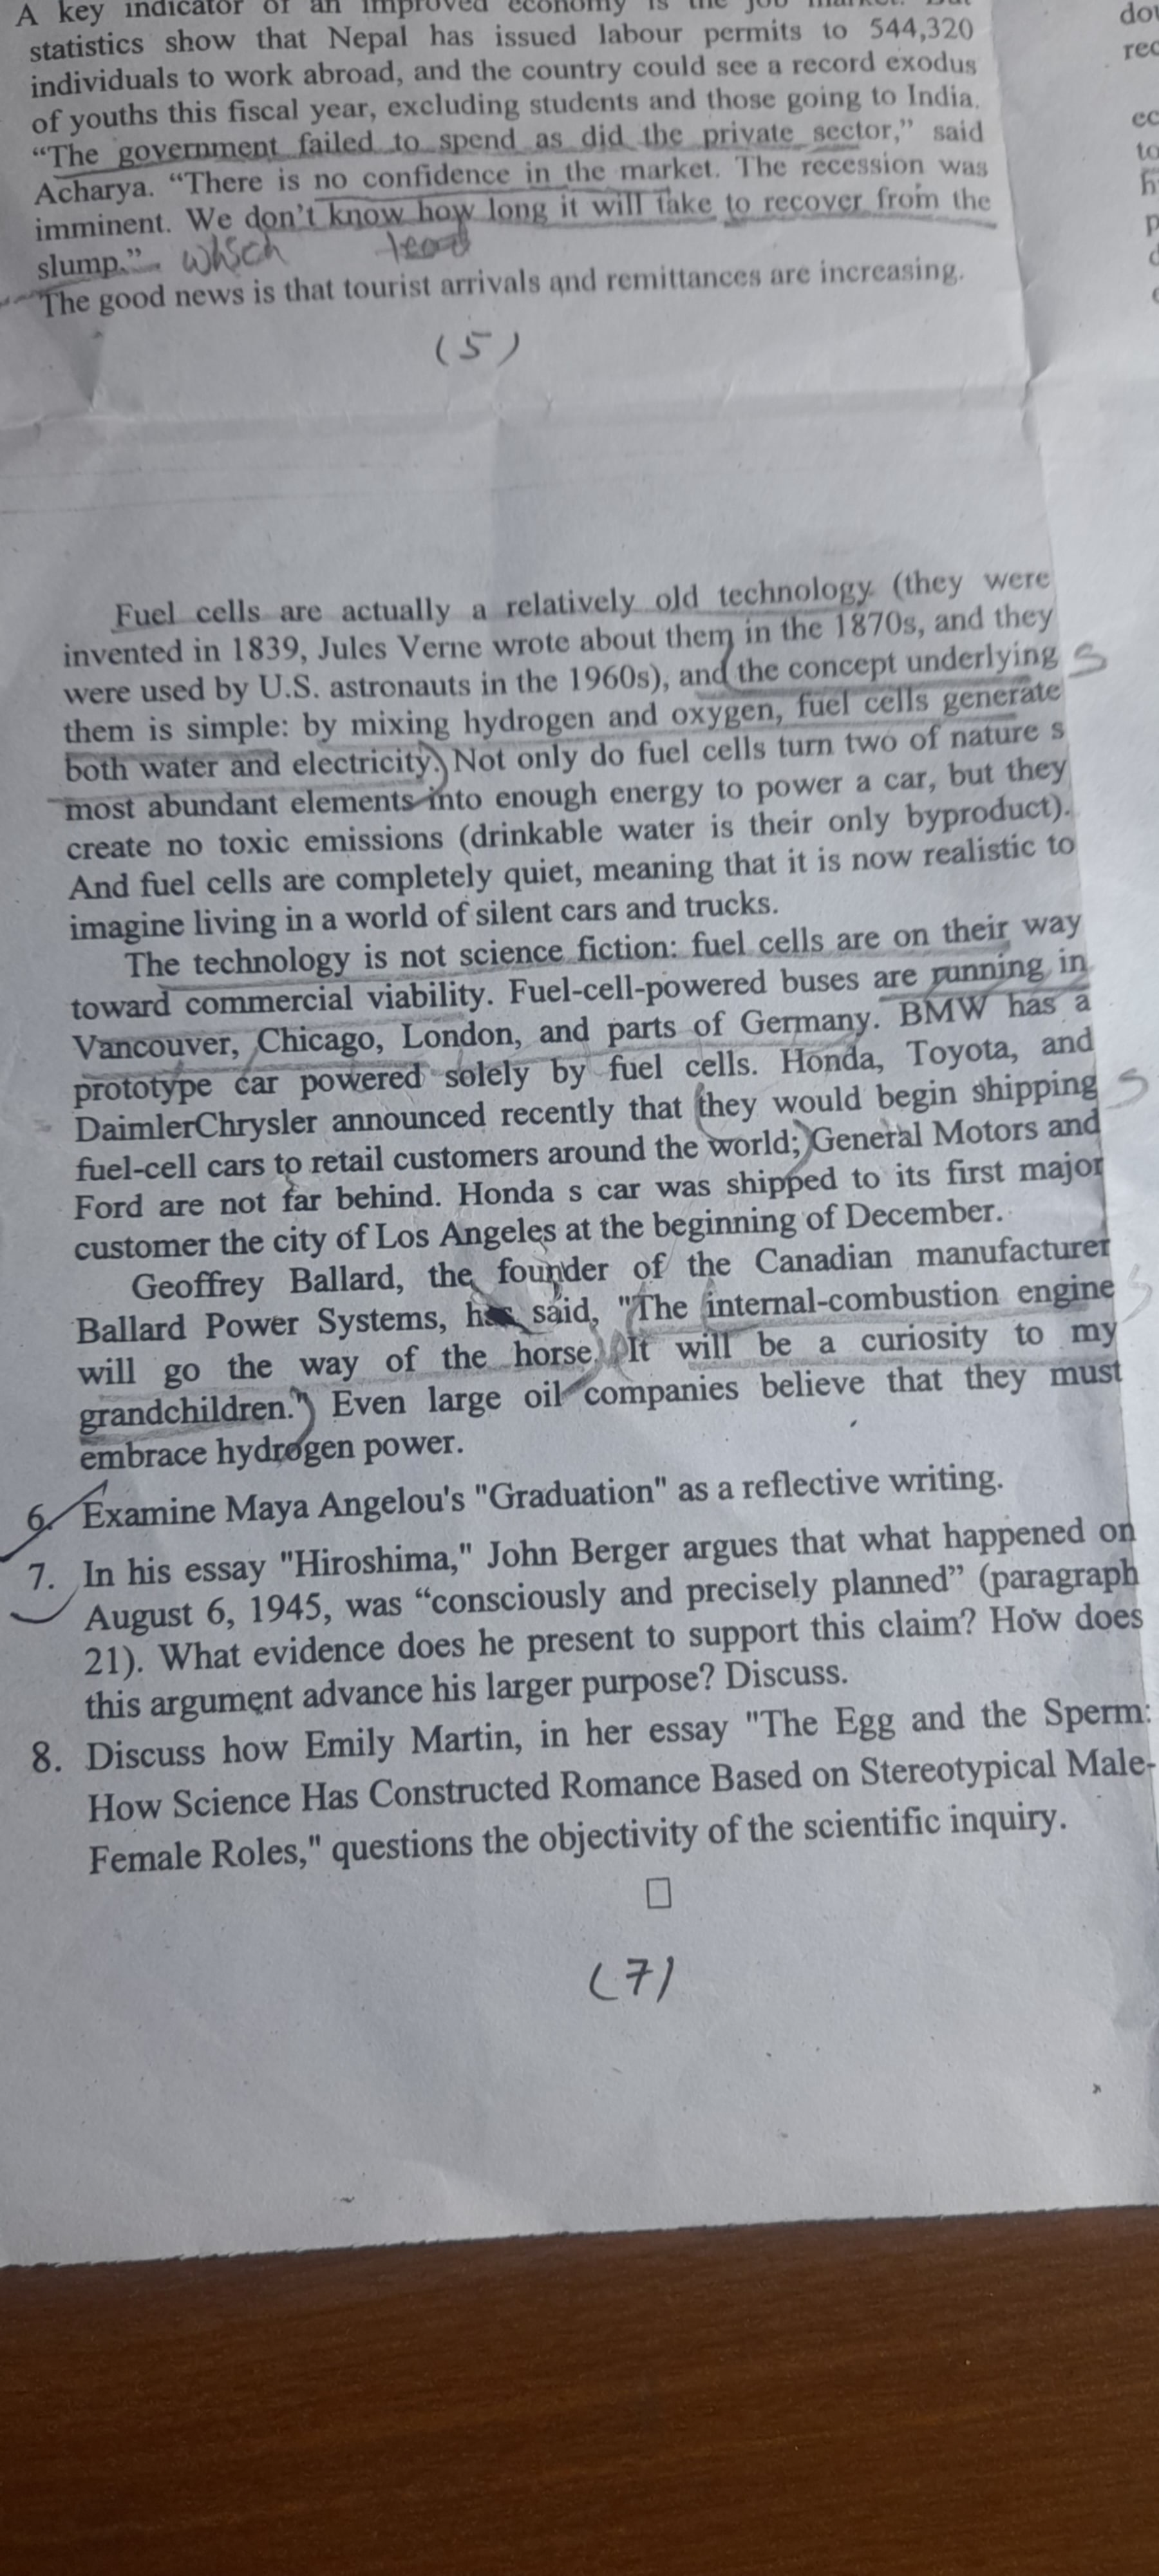 A key indicator of an improved economy is the job market. But
statistics show that Nepal has issued labour permits to 544,320
individuals to work abroad, and the country could see a record exodus
of youths this fiscal year, excluding students and those going to India.
“The government failed to spend as did the private sector,” said
Acharya. “There is no confidence in the market. The recession was
imminent. We don’t know how long it will take to recover from the
slump.” which lead
The good news is that tourist arrivals and remittances are increasing.
(5)
Fuel cells are actually a relatively old technology (they were
invented in 1839, Jules Verne wrote about them in the 1870s, and they
were used by U.S. astronauts in the 1960s), and the concept underlying S
them is simple: by mixing hydrogen and oxygen, fuel cells generate
both water and electricity. Not only do fuel cells turn two of nature s
most abundant elements into enough energy to power a car, but they
create no toxic emissions (drinkable water is their only byproduct).
And fuel cells are completely quiet, meaning that it is now realistic to
imagine living in a world of silent cars and trucks.
The technology is not science fiction: fuel cells are on their way
toward commercial viability. Fuel-cell-powered buses are running in
Vancouver, Chicago, London, and parts of Germany. BMW has a
prototype car powered solely by fuel cells. Honda, Toyota, and
DaimlerChrysler announced recently that they would begin shipping S
fuel-cell cars to retail customers around the world; General Motors and
Ford are not far behind. Honda s car was shipped to its first major
customer the city of Los Angeles at the beginning of December.
Geoffrey Ballard, the founder of the Canadian manufacturer
Ballard Power Systems, has said, "The internal-combustion engine S
will go the way of the horse. It will be a curiosity to my
grandchildren." Even large oil companies believe that they must
embrace hydrogen power.
6. Examine Maya Angelou's "Graduation" as a reflective writing.
7. In his essay "Hiroshima," John Berger argues that what happened on
August 6, 1945, was “consciously and precisely planned” (paragraph
21). What evidence does he present to support this claim? How does
this argument advance his larger purpose? Discuss.
8. Discuss how Emily Martin, in her essay "The Egg and the Sperm:
How Science Has Constructed Romance Based on Stereotypical Male-
Female Roles," questions the objectivity of the scientific inquiry.
(7)